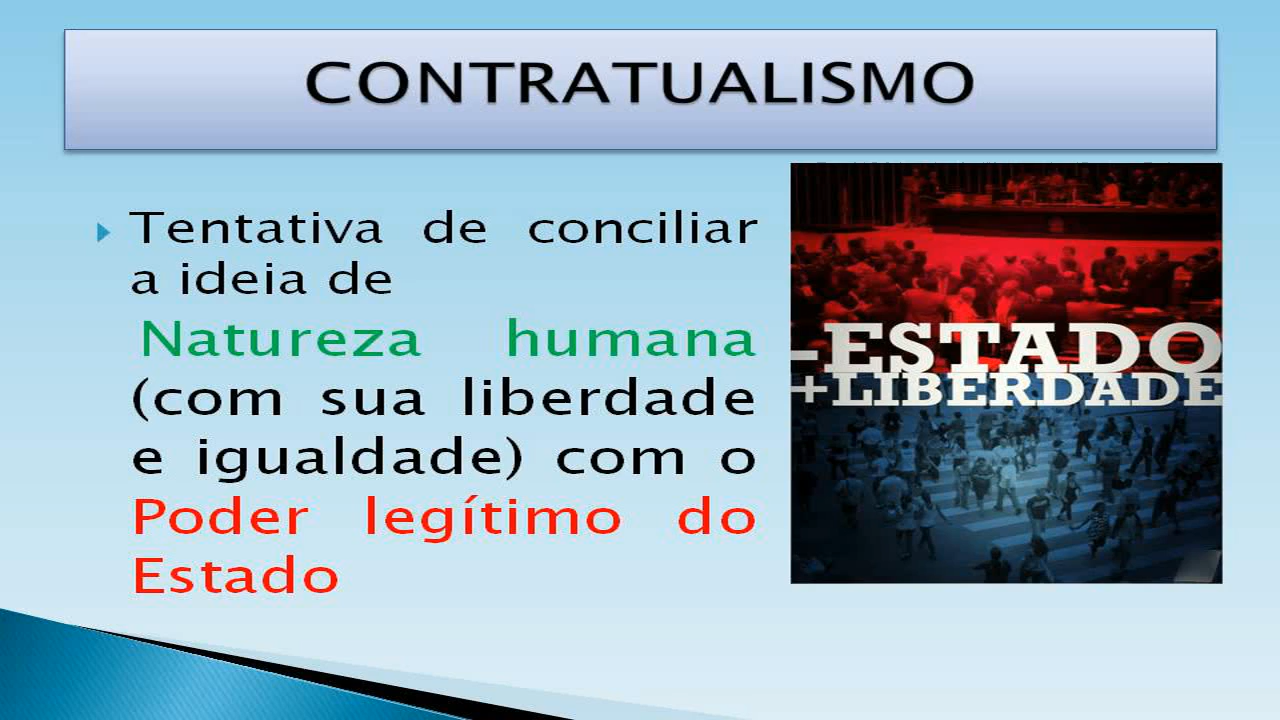 CONTRATUALISMO
Tentativa de conciliar
a ideia de
Natureza humana
(com sua liberdade
e igualdade) com o
Poder legítimo do
Estado
-ESTADO
+LIBERDADE